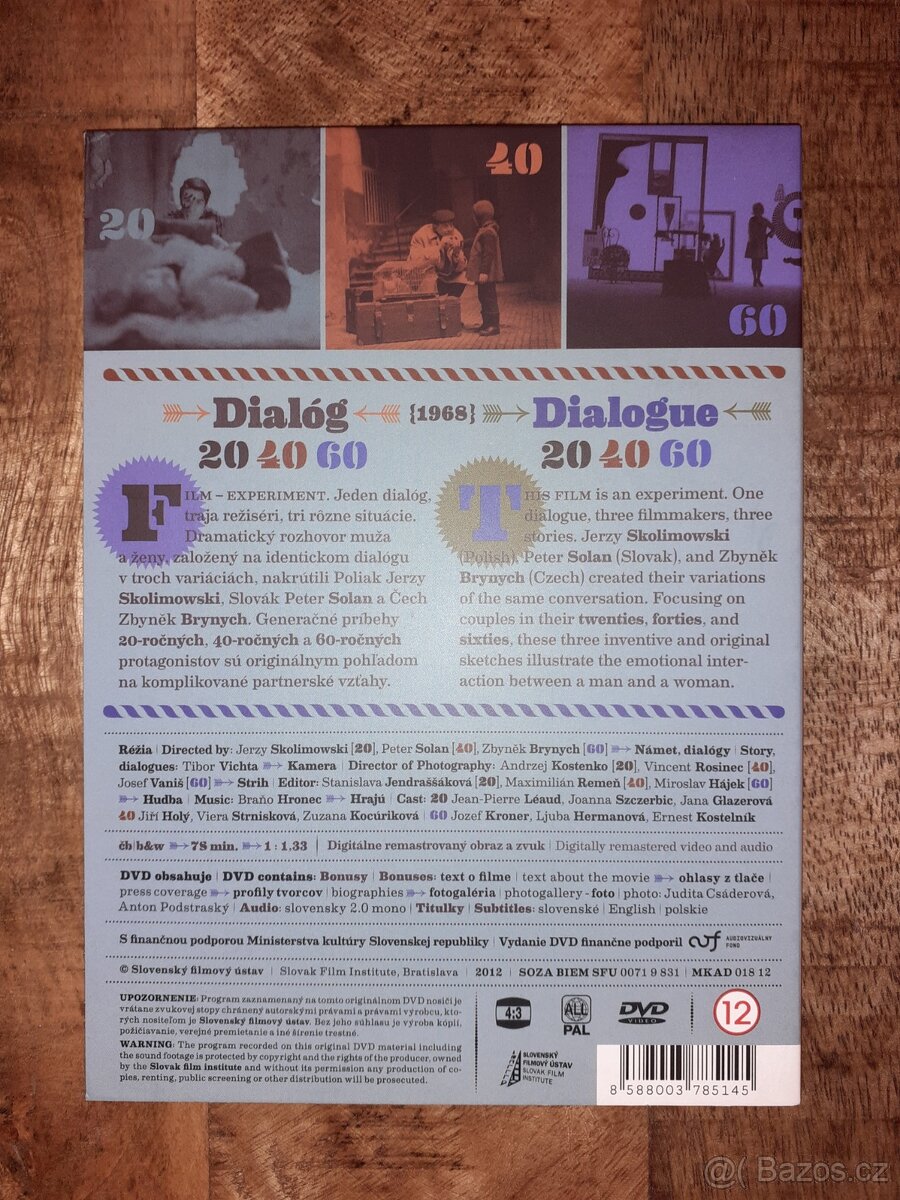 20
40
60
Dialóg {1968} Dialogue
20 40 60 20 40 60
FILM – EXPERIMENT. Jeden dialóg,
traja režiséri, tri rôzne situácie.
Dramatický rozhovor muža
a ženy, založený na identickom dialógu
v troch variáciách, nakrútili Poliak Jerzy
Skolimowski, Slovák Peter Solan a Čech
Zbyněk Brynych. Generačné príbehy
20-ročných, 40-ročných a 60-ročných
protagonistov sú originálnym pohľadom
na komplikované partnerské vzťahy.
THIS FILM is an experiment. One
dialogue, three filmmakers, three
stories. Jerzy Skolimowski
(Polish), Peter Solan (Slovak), and Zbyněk
Brynych (Czech) created their variations
of the same conversation. Focusing on
couples in their twenties, forties, and
sixties, these three inventive and original
sketches illustrate the emotional inter-
action between a man and a woman.
Réžia | Directed by: Jerzy Skolimowski [20], Peter Solan [40], Zbyněk Brynych [60] Námet, dialógy | Story,
dialogues: Tibor Vichta Kamera | Director of Photography: Andrzej Kostenko [20], Vincent Rosinec [40],
Josef Vaniš [60] Strih | Editor: Stanislava Jendraššáková [20], Maximilián Remeň [40], Miroslav Hájek [60]
Hudba | Music: Braňo Hronec Hrajú | Cast: 20 Jean-Pierre Léaud, Joanna Szczerbic, Jana Glazerová
40 Jiří Holy, Viera Strnisková, Zuzana Kocúriková | 60 Jozef Kroner, Ljuba Hermanová, Ernest Kostelník
čb | b&w 78 min. 1 : 1.33 | Digitálne remastrovaný obraz a zvuk | Digitally remastered video and audio
DVD obsahuje | DVD contains: Bonusy | Bonuses: text o filme | text about the movie ohlasy z tlače |
press coverage profily tvorcov | biographies fotogaléria | photogallery - foto | photo: Judita Csáderová,
Anton Podstraský | Audio: slovensky 2.0 mono | Titulky | Subtitles: slovenské | English | polskie
S finančnou podporou Ministerstva kultúry Slovenskej republiky | Vydanie DVD finančne podporil avf AUDIOVIZUÁLNY
FOND
© Slovenský filmový ústav | Slovak Film Institute, Bratislava | 2012 | SOZA BIEM SFU 0071 9 831 | MKAD 018 12
UPOZORNENIE: Program zaznamenaný na tomto originálnom DVD nosiči je
vrátane zvukovej stopy chránený autorskými právami a právami výrobcu, kto-
rých nositeľom je Slovenský filmový ústav. Bez jeho súhlasu je výroba kópií,
požičiavanie, verejné premietanie a iné šírenie trestné.
WARNING: The program recorded on this original DVD material including
the sound footage is protected by copyright and the rights of the producer, owned
by the Slovak film institute and without its permission any production of co-
pies, renting, public screening or other distribution will be prosecuted.
4:3
ALL
PAL
DVD
VIDEO
12
SLOVENSKÝ
FILMOVÝ ÚSTAV
SLOVAK FILM
INSTITUTE
8 588003 785145
@( Bazos.cz